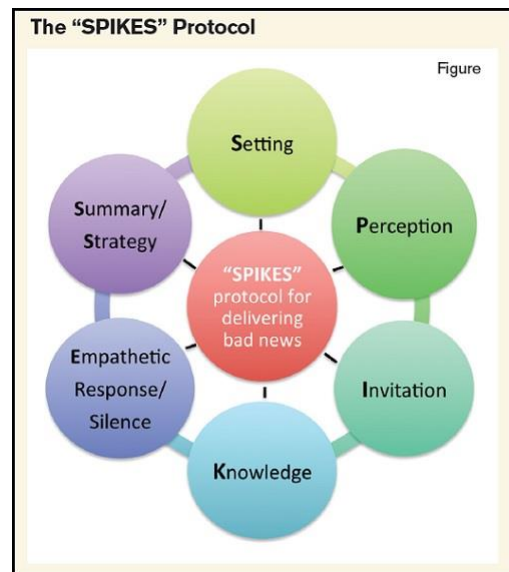 The “SPIKES” Protocol
Figure
Setting
Perception
Invitation
Knowledge
Empathetic
Response/
Silence
Summary/
Strategy
“SPIKES”
protocol for
delivering
bad news